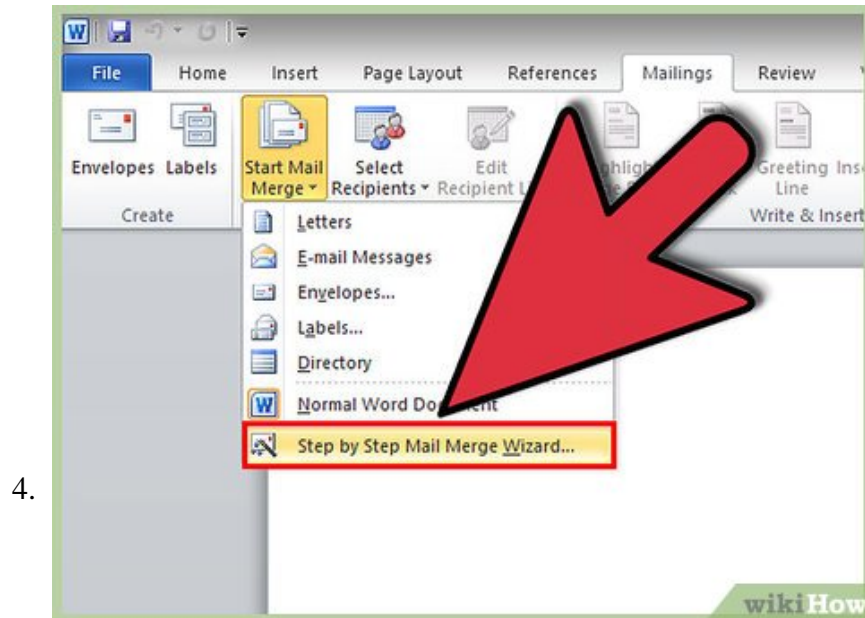 W
File Home Insert Page Layout References Mailings Review
Envelopes Labels Start Mail Select Edit Greeting
Merge Recipients Recipient Line
Create Write & Insert
Letters
E-mail Messages
Envelopes...
Labels...
Directory
W Normal Word
Step by Step Mail Merge Wizard...
4.
wikiHow